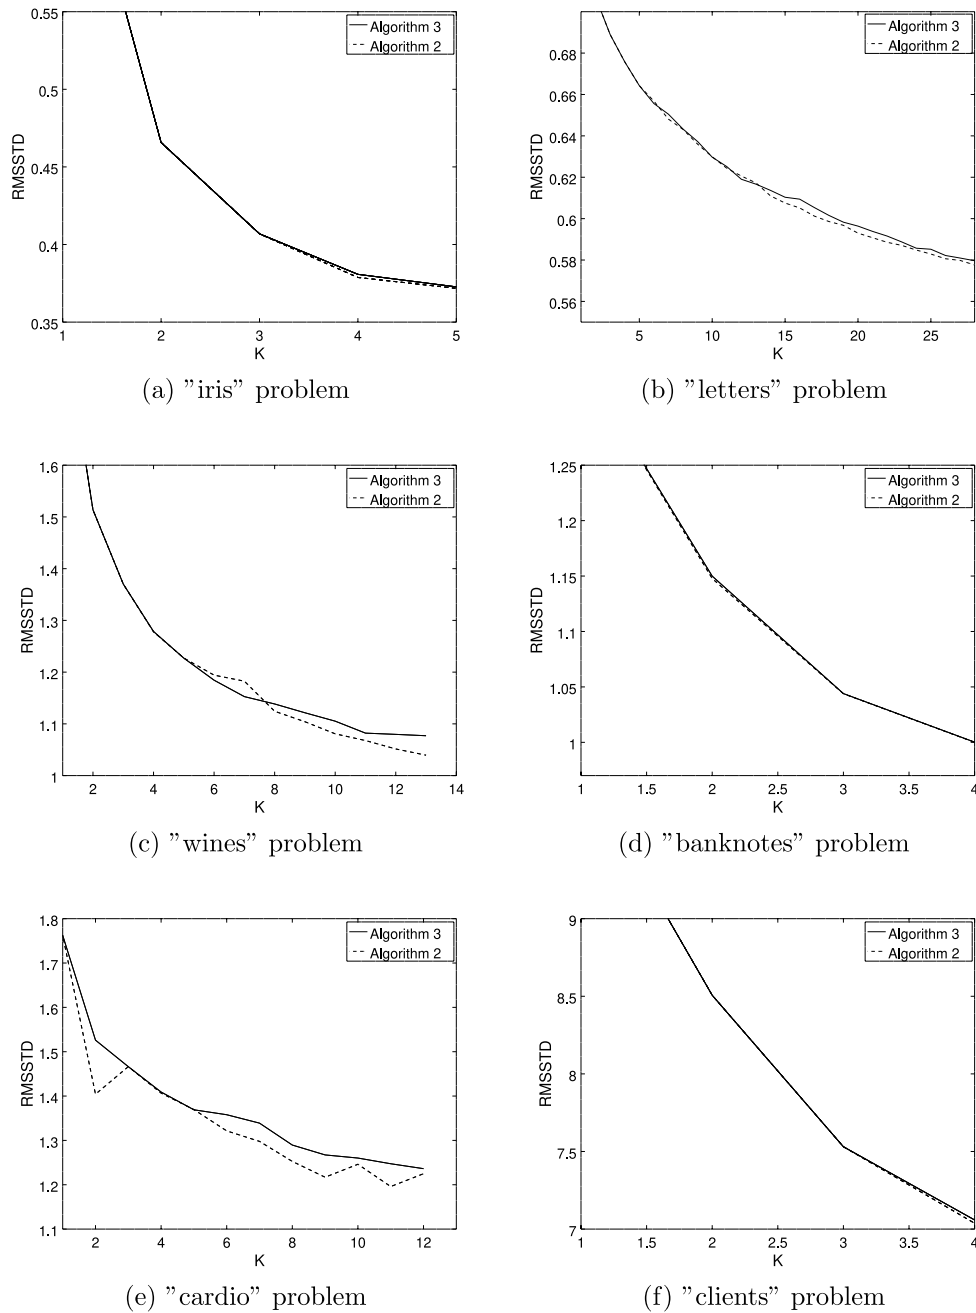 0.55
0.5
0.45
0.4
0.35
RMSSTD
1 2 3 4 5
K
Algorithm 3
Algorithm 2
(a) ”iris” problem
0.68
0.66
0.64
0.62
0.6
0.58
0.56
RMSSTD
5 10 15 20 25
K
Algorithm 3
Algorithm 2
(b) ”letters” problem
1.6
1.5
1.4
1.3
1.2
1.1
1
RMSSTD
2 4 6 8 10 12 14
K
Algorithm 3
Algorithm 2
(c) ”wines” problem
1.25
1.2
1.15
1.1
1.05
1
RMSSTD
1 1.5 2 2.5 3 3.5 4
K
Algorithm 3
Algorithm 2
(d) ”banknotes” problem
1.8
1.7
1.6
1.5
1.4
1.3
1.2
1.1
RMSSTD
2 4 6 8 10 12
K
Algorithm 3
Algorithm 2
(e) ”cardio” problem
9
8.5
8
7.5
7
RMSSTD
1 1.5 2 2.5 3 3.5 4
K
Algorithm 3
Algorithm 2
(f) ”clients” problem